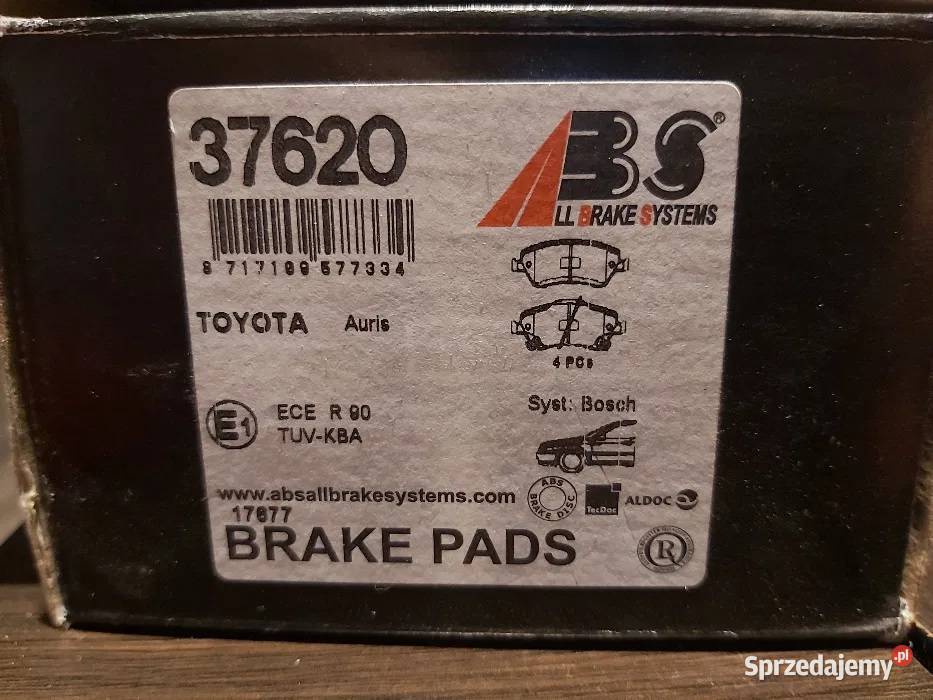 37620
ABS®
ALL BRAKE SYSTEMS
8 717109 577334
TOYOTA Auris
4 PCs
Syst: Bosch
E1
ECE R 90
TUV-KBA
www.absallbrakesystems.com
ABS BRAKE DISC
TecDoc
ALDOC
17677
BRAKE PADS
R
Sprzedajemy.pl